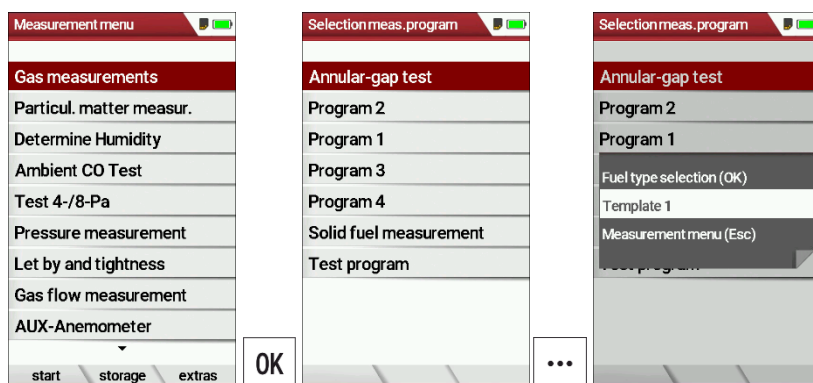 Measurement menu
Gas measurements
Particul. matter measur.
Determine Humidity
Ambient CO Test
Test 4-/8-Pa
Pressure measurement
Let by and tightness
Gas flow measurement
AUX-Anemometer
start storage extras
OK
Selection meas.program
Annular-gap test
Program 2
Program 1
Program 3
Program 4
Solid fuel measurement
Test program
•••
Selection meas.program
Annular-gap test
Program 2
Program 1
Fuel type selection (OK)
Template 1
Measurement menu (Esc)
Test program